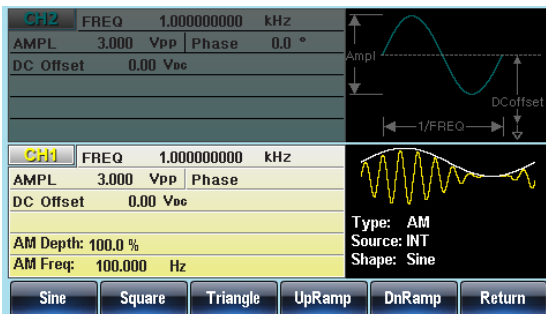 CH2 FREQ 1.000000000 kHz
AMPL 3.000 Vpp Phase 0.0 °
DC Offset 0.00 VDC
Ampl
DCoffset
1/FREQ
CH1 FREQ 1.000000000 kHz
AMPL 3.000 Vpp Phase
DC Offset 0.00 VDC
AM Depth: 100.0 %
AM Freq: 100.000 Hz
Type: AM
Source: INT
Shape: Sine
Sine Square Triangle UpRamp DnRamp Return